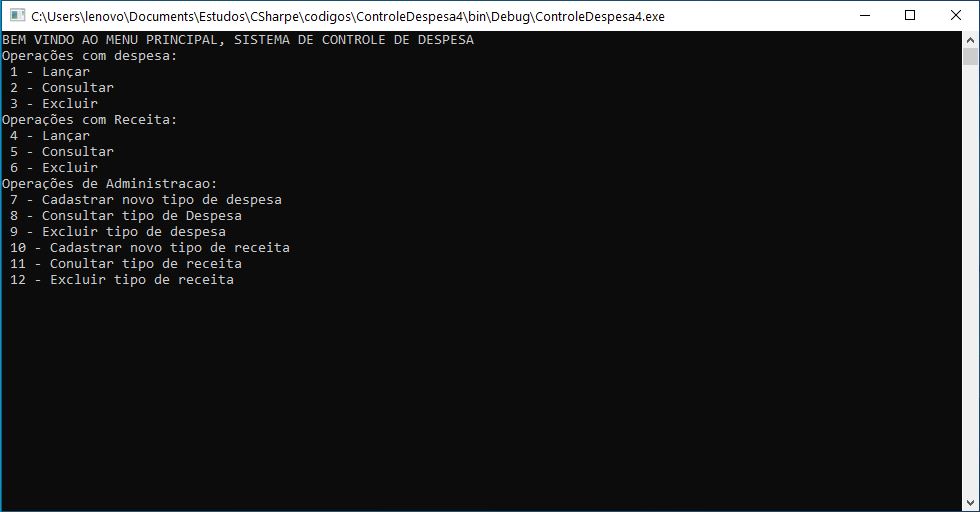 C:\Users\lenovo\Documents\Estudos\CSharpe\codigos\ControleDespesa4\bin\Debug\ControleDespesa4.exe
BEM VINDO AO MENU PRINCIPAL, SISTEMA DE CONTROLE DE DESPESA
Operações com despesa:
1 - Lançar
2 - Consultar
3 - Excluir
Operações com Receita:
4 - Lançar
5 - Consultar
6 - Excluir
Operações de Administracao:
7 - Cadastrar novo tipo de despesa
8 - Consultar tipo de Despesa
9 - Excluir tipo de despesa
10 - Cadastrar novo tipo de receita
11 - Conultar tipo de receita
12 - Excluir tipo de receita